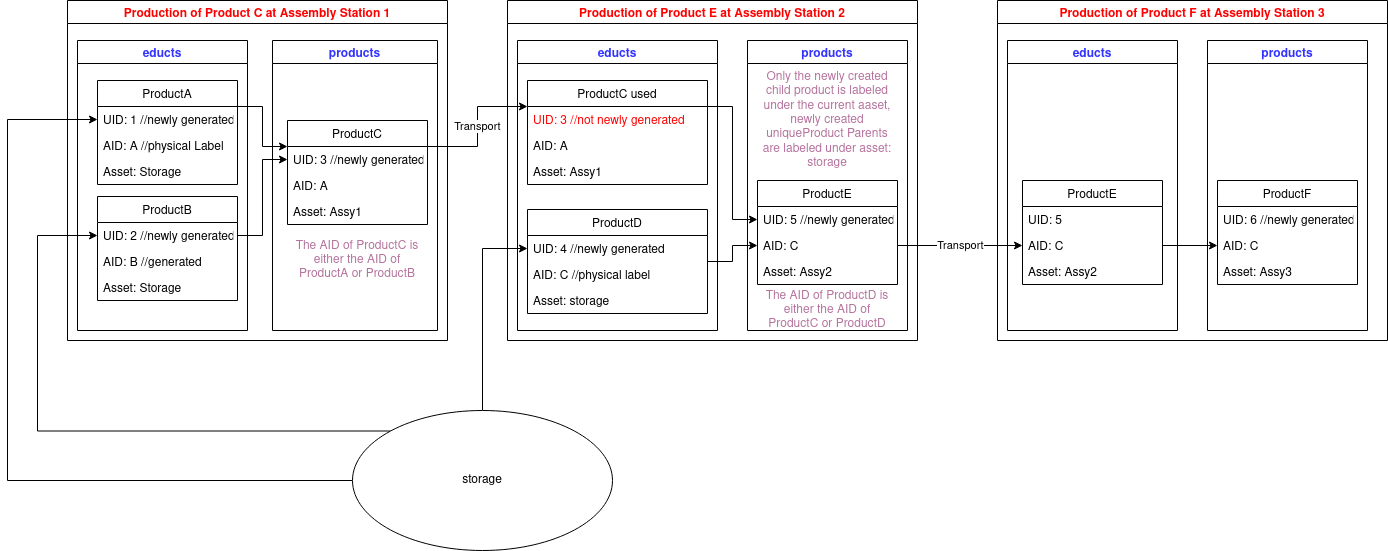 Production of Product C at Assembly Station 1
educts
ProductA
UID: 1 //newly generated
AID: A //physical Label
Asset: Storage
ProductB
UID: 2 //newly generated
AID: B //generated
Asset: Storage
products
ProductC
UID: 3 //newly generated
AID: A
Asset: Assy1
The AID of ProductC is
either the AID of
ProductA or ProductB
Transport
Production of Product E at Assembly Station 2
educts
ProductC used
UID: 3 //not newly generated
AID: A
Asset: Assy1
ProductD
UID: 4 //newly generated
AID: C //physical label
Asset: storage
products
Only the newly created
child product is labeled
under the current aasset,
newly created
uniqueProduct Parents
are labeled under asset:
storage
ProductE
UID: 5 //newly generated
AID: C
Asset: Assy2
The AID of ProductD is
either the AID of
ProductC or ProductD
Transport
Production of Product F at Assembly Station 3
educts
ProductE
UID: 5
AID: C
Asset: Assy2
products
ProductF
UID: 6 //newly generated
AID: C
Asset: Assy3
storage